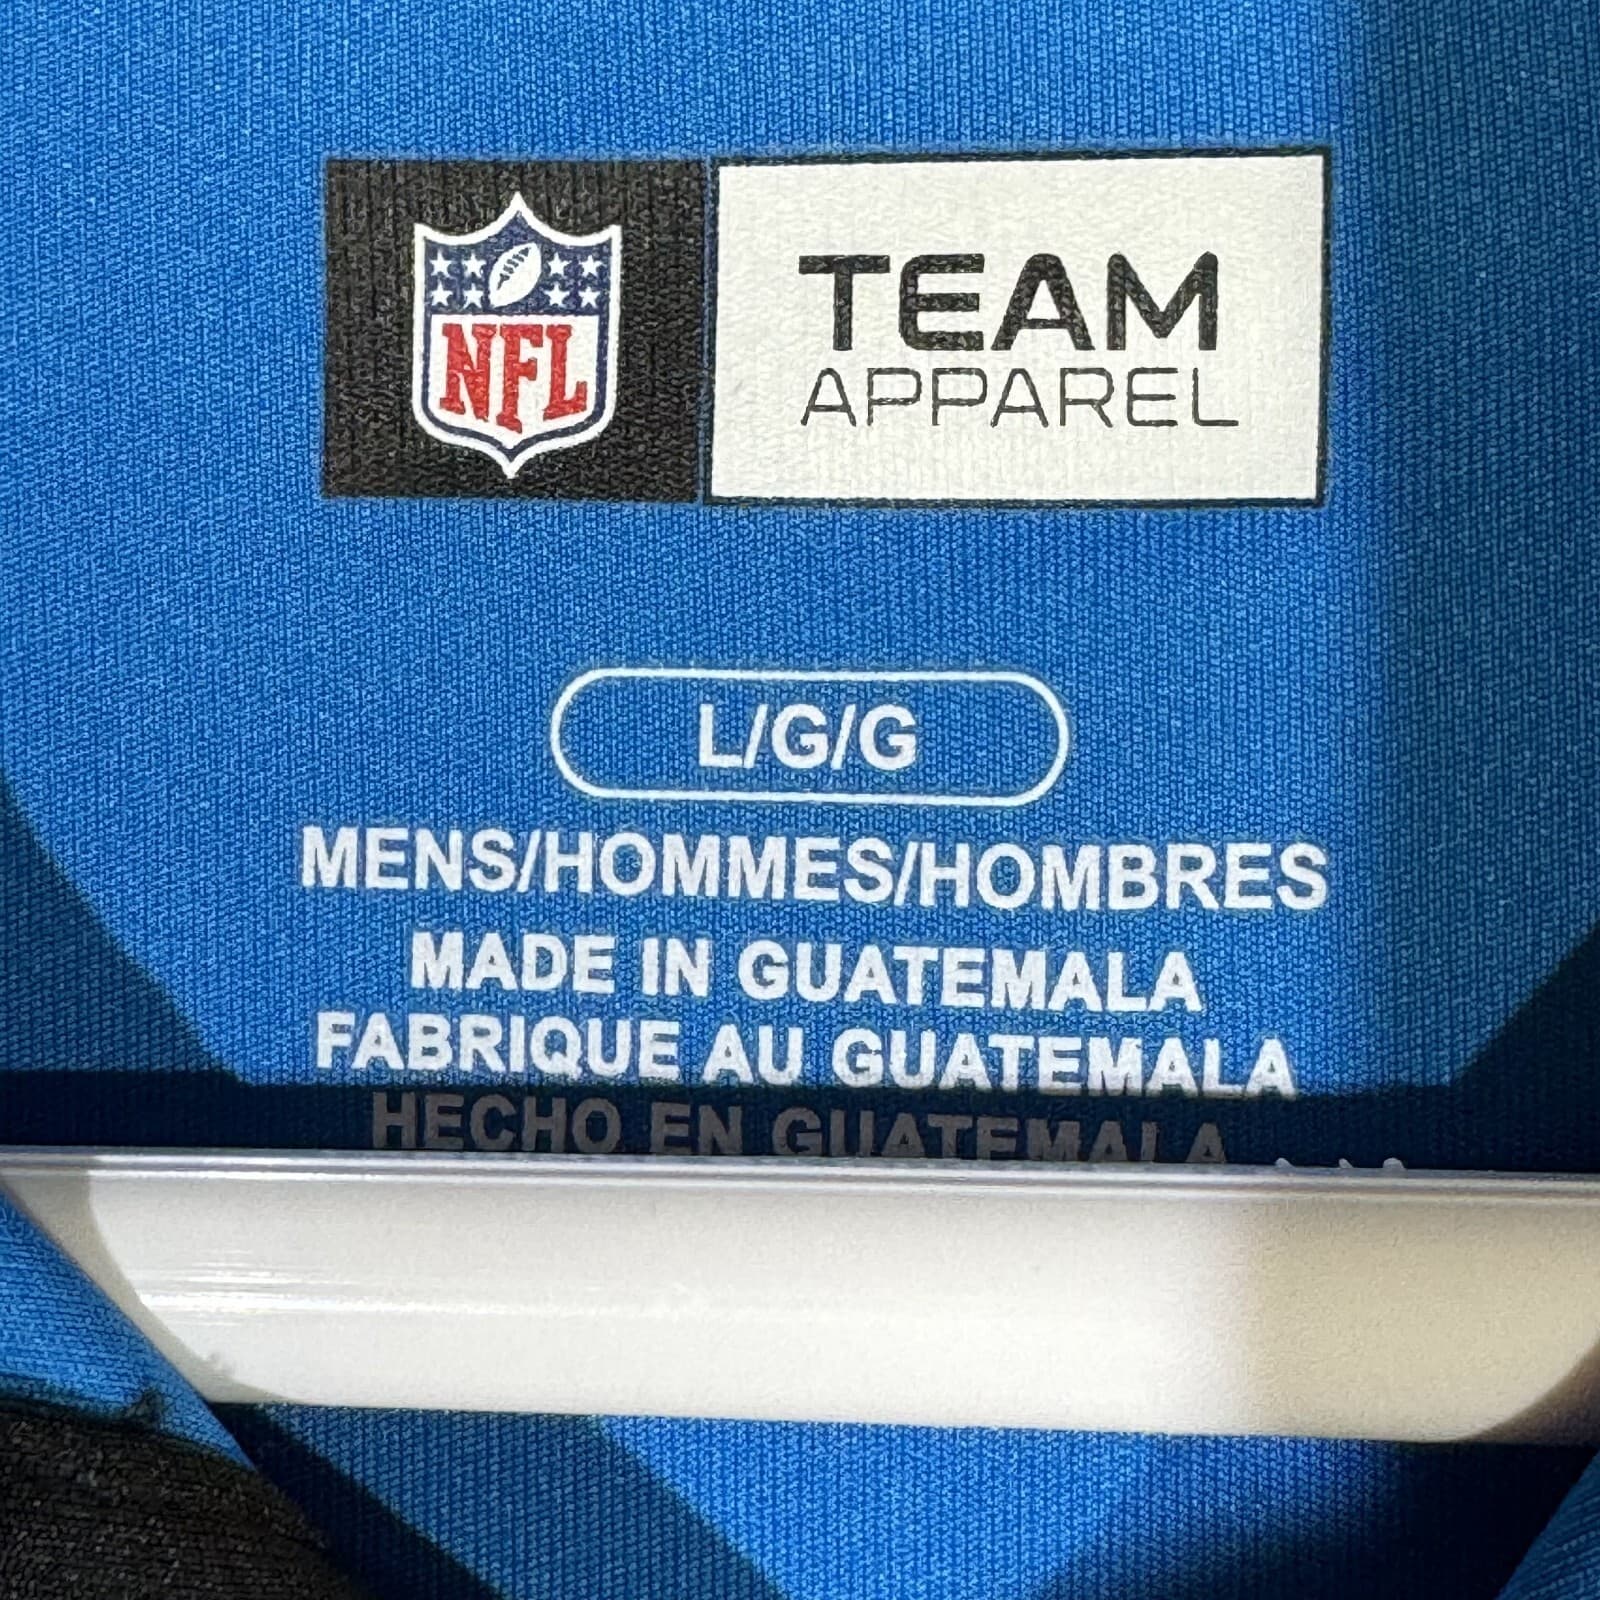 NFL
TEAM
APPAREL
L/G/G
MENS/HOMMES/HOMBRES
MADE IN GUATEMALA
FABRIQUE AU GUATEMALA
HECHO EN GUATEMALA